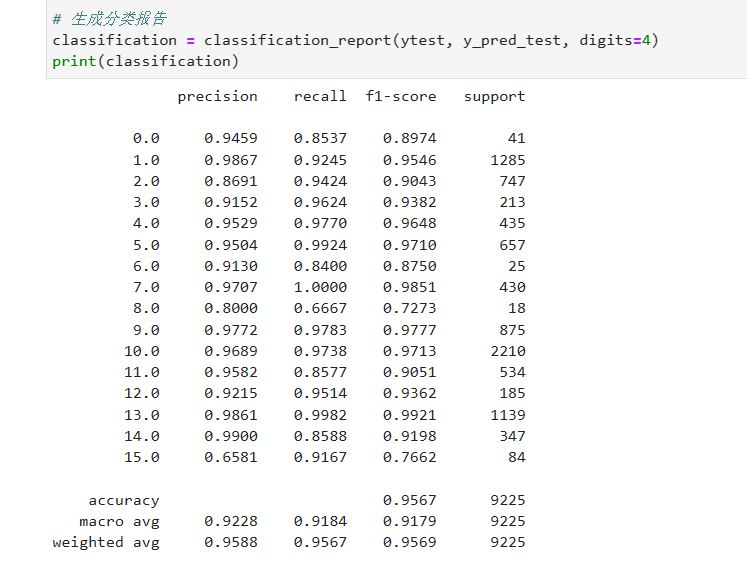 # 生成分类报告
classification = classification_report(ytest, y_pred_test, digits=4)
print(classification)
precision recall f1-score support
0.0 0.9459 0.8537 0.8974 41
1.0 0.9867 0.9245 0.9546 1285
2.0 0.8691 0.9424 0.9043 747
3.0 0.9152 0.9624 0.9382 213
4.0 0.9529 0.9770 0.9648 435
5.0 0.9504 0.9924 0.9710 657
6.0 0.9130 0.8400 0.8750 25
7.0 0.9707 1.0000 0.9851 430
8.0 0.8000 0.6667 0.7273 18
9.0 0.9772 0.9783 0.9777 875
10.0 0.9689 0.9738 0.9713 2210
11.0 0.9582 0.8577 0.9051 534
12.0 0.9215 0.9514 0.9362 185
13.0 0.9861 0.9982 0.9921 1139
14.0 0.9900 0.8588 0.9198 347
15.0 0.6581 0.9167 0.7662 84
accuracy 0.9567 9225
macro avg 0.9228 0.9184 0.9179 9225
weighted avg 0.9588 0.9567 0.9569 9225